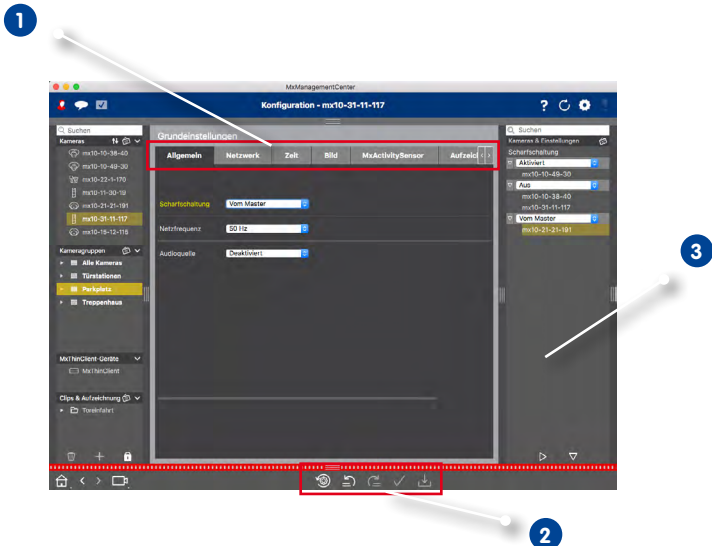 1
MxManagementCenter
Konfiguration - mx10-31-11-117
?
Suchen
Kameras
mx10-10-38-40
mx10-10-49-30
mx10-22-1-170
mx10-11-30-19
mx10-21-21-191
mx10-31-11-117
mx10-15-12-115
Kameragruppen
Alle Kameras
Türstationen
Parkplatz
Treppenhaus
MxThinClient-Geräte
MxThinClient
Clips & Aufzeichnung
Toreinfahrt
Grundeinstellungen
Allgemein Netzwerk Zeit Bild MxActivitySensor Aufzeic
Scharfschaltung Vom Master
Netzfrequenz 50 Hz
Audioquelle Deaktiviert
Suchen
Kameras & Einstellungen
Scharfschaltung
Aktiviert
mx10-10-49-30
Aus
mx10-10-38-40
mx10-31-11-117
Vom Master
mx10-21-21-191
3
2